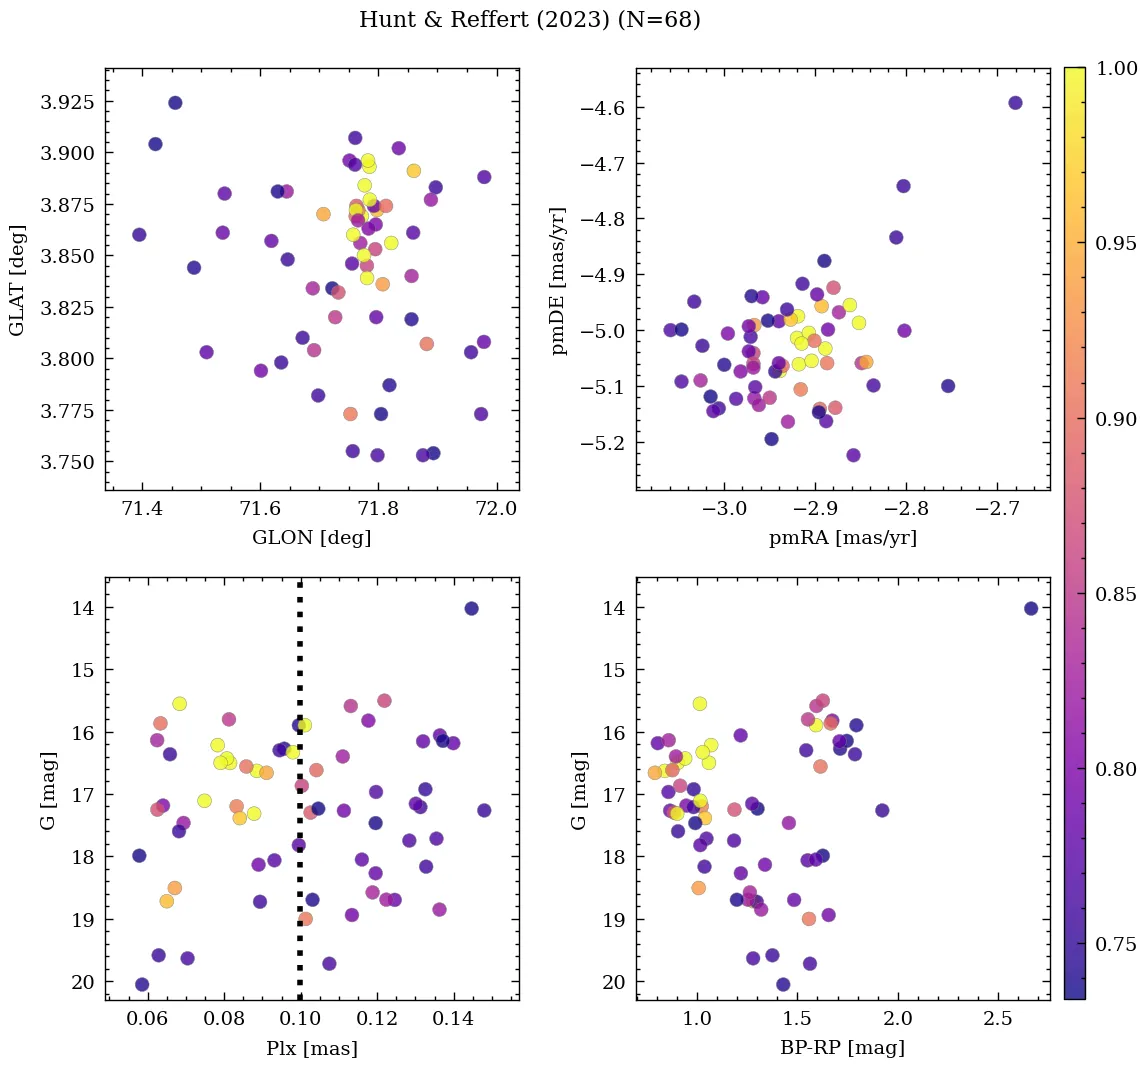 Hunt & Reffert (2023) (N=68)
3.925
3.900
3.875
3.850
3.825
3.800
3.775
3.750
GLAT [deg]
71.4 71.6 71.8 72.0
GLON [deg]
−4.6
−4.7
−4.8
−4.9
−5.0
−5.1
−5.2
pmDE [mas/yr]
−3.0 −2.9 −2.8 −2.7
pmRA [mas/yr]
14
15
16
17
18
19
20
G [mag]
0.06 0.08 0.10 0.12 0.14
Plx [mas]
14
15
16
17
18
19
20
G [mag]
1.0 1.5 2.0 2.5
BP-RP [mag]
1.00
0.95
0.90
0.85
0.80
0.75